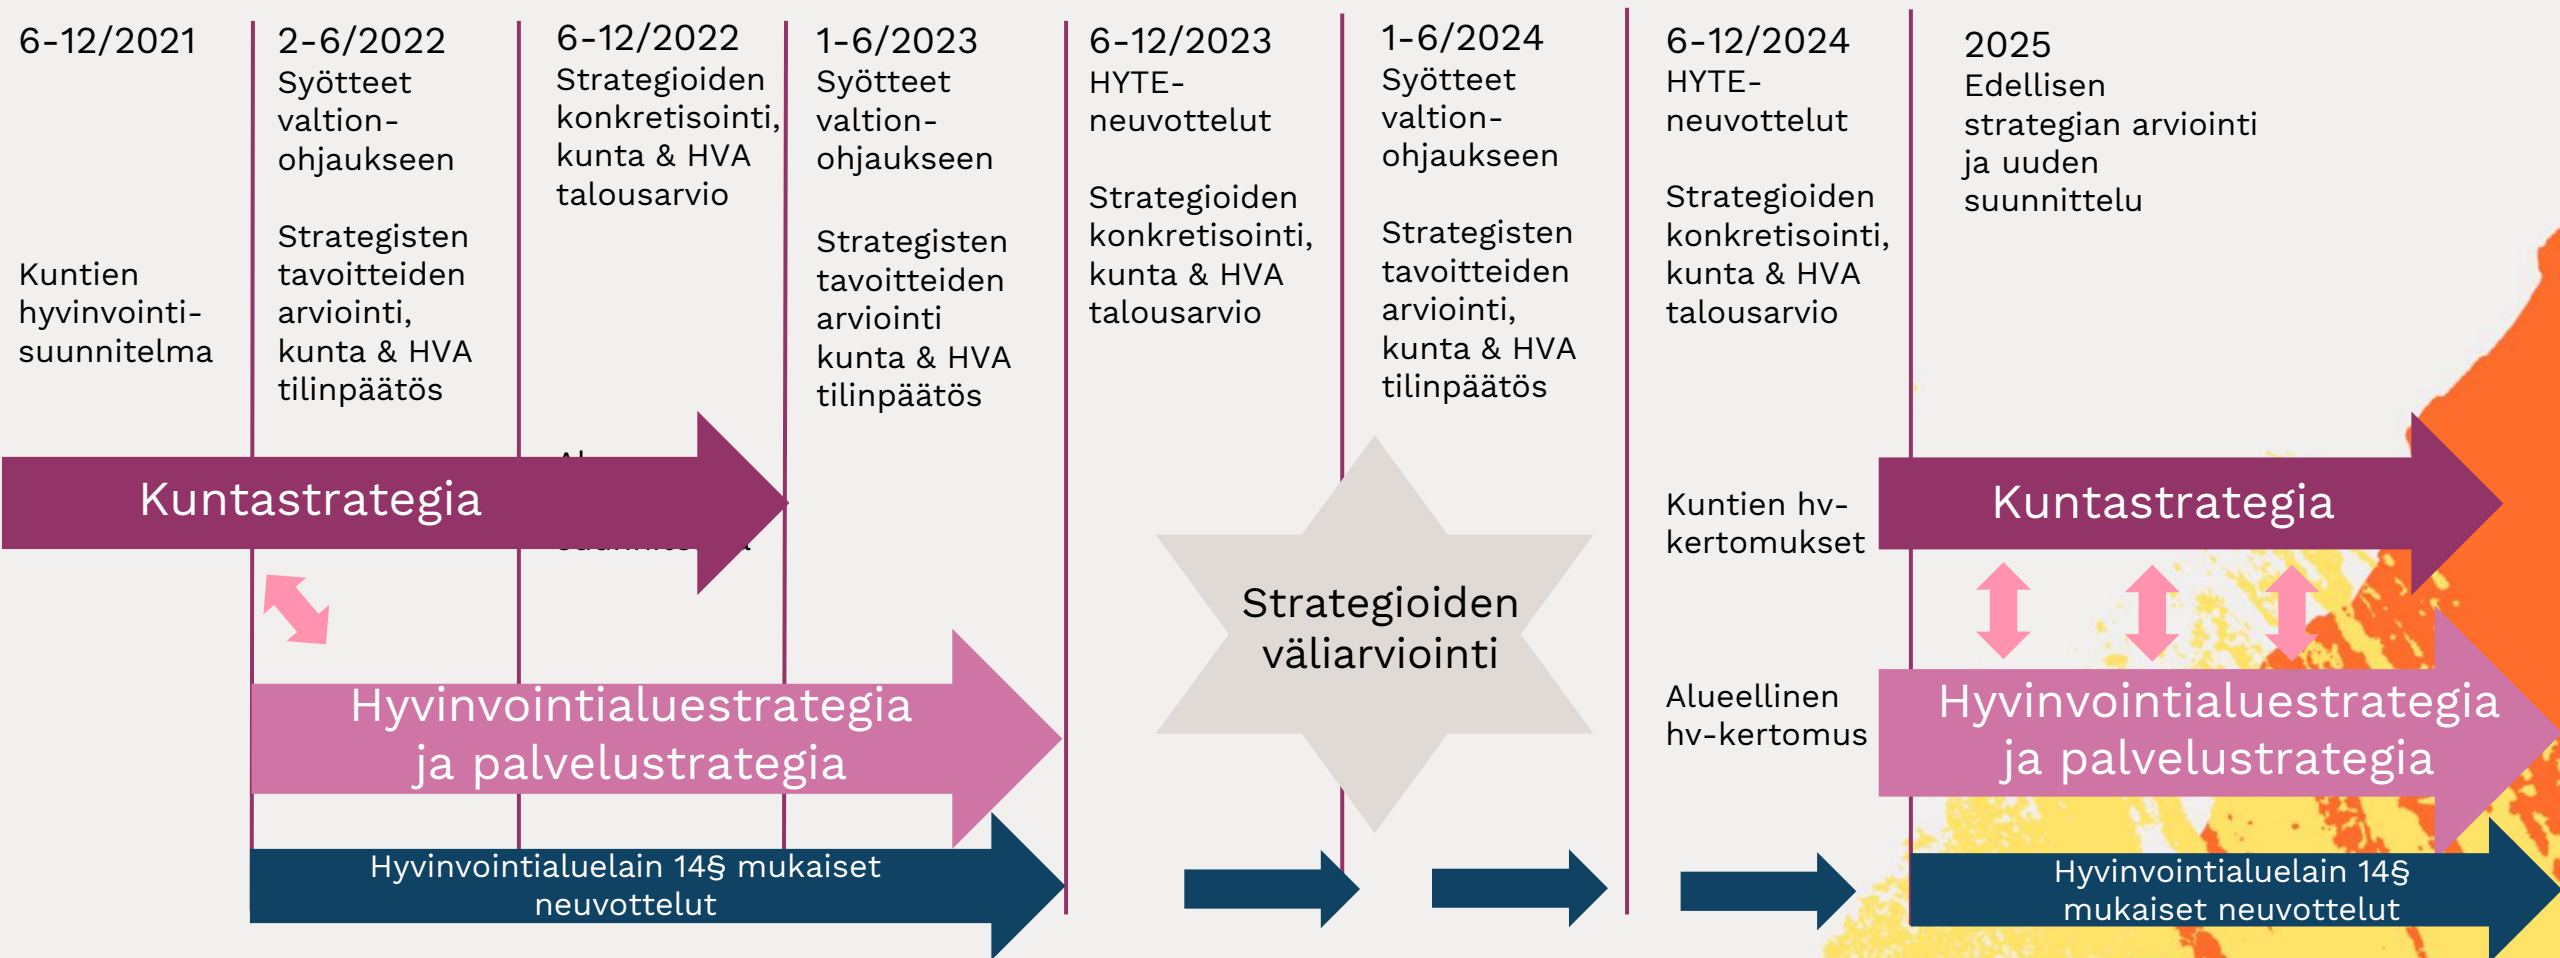 6-12/2021
Kuntien
hyvinvointi-
suunnitelma
2-6/2022
Syötteet
valtion-
ohjaukseen
Strategisten
tavoitteiden
arviointi,
kunta & HVA
tilinpäätös
6-12/2022
Strategioiden
konkretisointi,
kunta & HVA
talousarvio
1-6/2023
Syötteet
valtion-
ohjaukseen
Strategisten
tavoitteiden
arviointi
kunta & HVA
tilinpäätös
6-12/2023
HYTE-
neuvottelut
Strategioiden
konkretisointi,
kunta & HVA
talousarvio
1-6/2024
Syötteet
valtion-
ohjaukseen
Strategisten
tavoitteiden
arviointi,
kunta & HVA
tilinpäätös
6-12/2024
HYTE-
neuvottelut
Strategioiden
konkretisointi,
kunta & HVA
talousarvio
Kuntien hv-
kertomukset
Alueellinen
hv-kertomus
2025
Edellisen
strategian arviointi
ja uuden
suunnittelu
Kuntastrategia
Hyvinvointialuestrategia
ja palvelustrategia
Hyvinvointialuelain 14§ mukaiset
neuvottelut
Strategioiden
väliarviointi
Kuntastrategia
Hyvinvointialuestrategia
ja palvelustrategia
Hyvinvointialuelain 14§
mukaiset neuvottelut